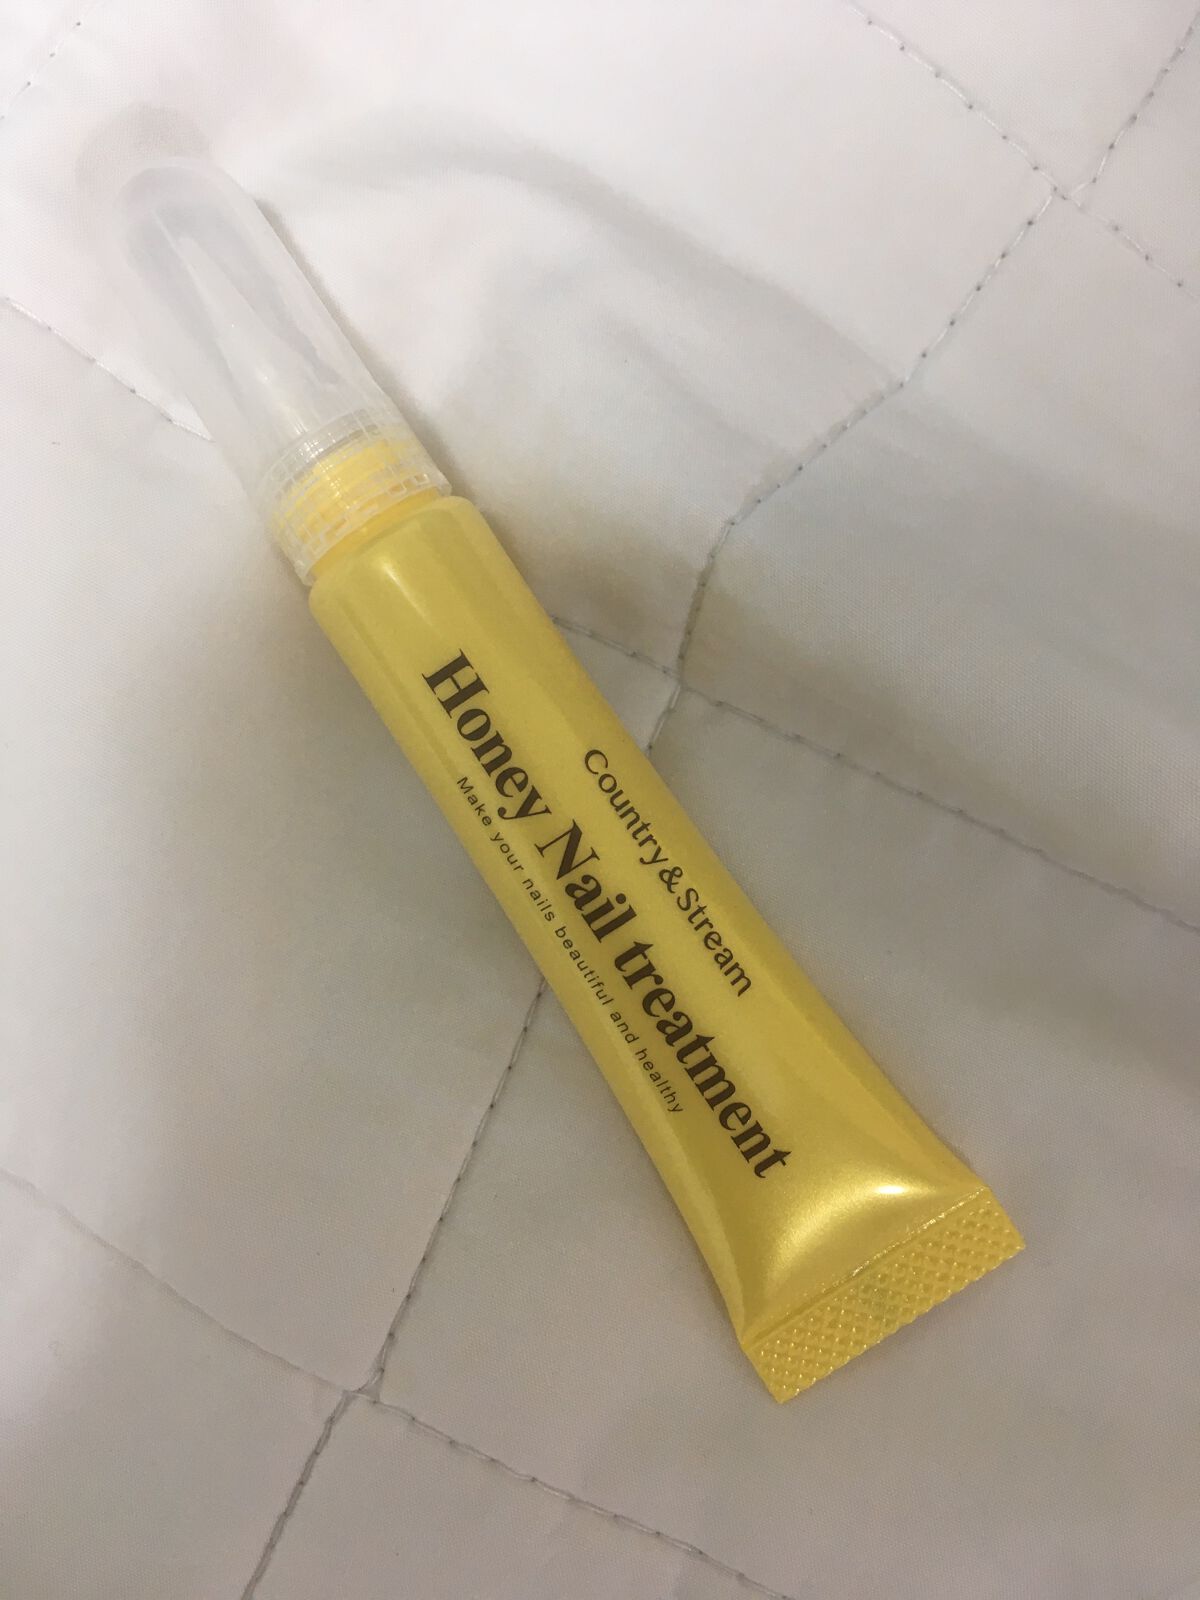 Country&Stream
Honey Nail treatment
Make your nails beautiful and healthy